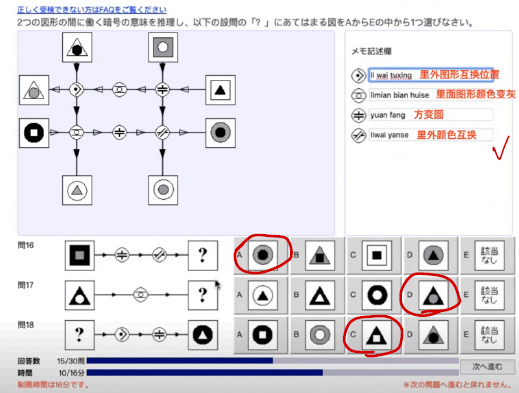 正しく受検できない方はFAQをご覧ください
2つの図形の間に働く暗号の意味を推理し、以下の設問の「？」にあてはまる図をAからEの中から1つ選びなさい。
メモ記述欄
li wai tuxing 里外图形互换位置
limian bian huise 里面图形颜色变灰
yuan fang 方变圆
liwai yanse 里外颜色互换
問16 ? A B C D E 該当なし
問17 ? A B C D E 該当なし
問18 ? A B C D E 該当なし
回答数 15/30問
時間 10/16分
次へ進む
制限時間は16分です。 ※次の問題へ進むと戻れません。